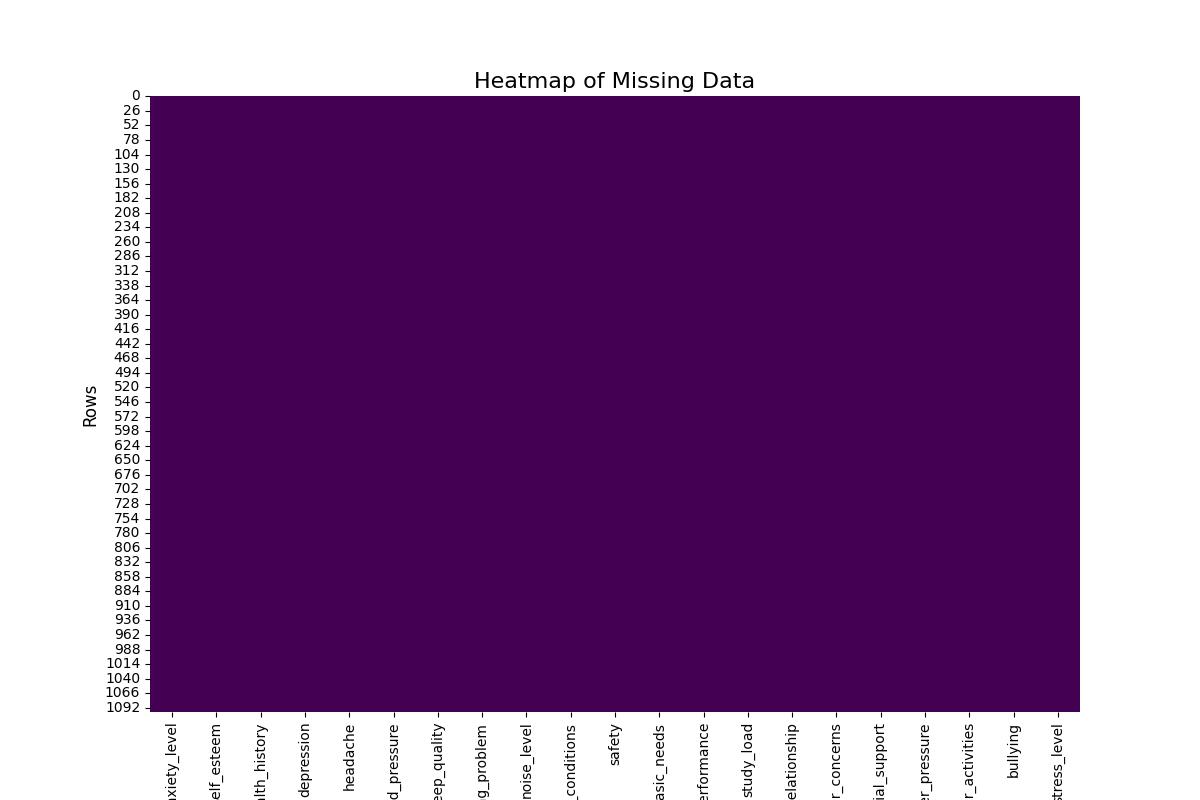 Heatmap of Missing Data
0
26
52
78
104
130
156
182
208
234
260
286
312
338
364
390
416
442
468
494
520
546
572
598
624
650
676
702
728
754
780
806
832
858
884
910
936
962
988
1014
1040
1066
1092
Rows
nxiety_level
elf_esteem
alth_history
depression
headache
d_pressure
eep_quality
ng_problem
noise_level
_conditions
safety
asic_needs
erformance
study_load
elationship
r_concerns
ial_support
er_pressure
r_activities
bullying
stress_level